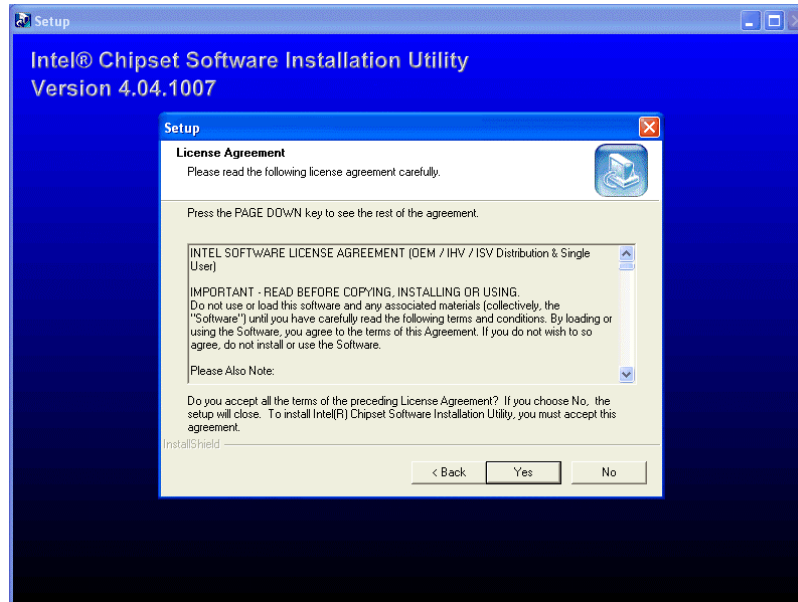 Setup
Intel® Chipset Software Installation Utility
Version 4.04.1007
Setup
License Agreement
Please read the following license agreement carefully.
Press the PAGE DOWN key to see the rest of the agreement.
INTEL SOFTWARE LICENSE AGREEMENT (OEM / IHV / ISV Distribution & Single
User)
IMPORTANT - READ BEFORE COPYING, INSTALLING OR USING.
Do not use or load this software and any associated materials (collectively, the
"Software") until you have carefully read the following terms and conditions. By loading or
using the Software, you agree to the terms of this Agreement. If you do not wish to so
agree, do not install or use the Software.
Please Also Note:
Do you accept all the terms of the preceding License Agreement? If you choose No, the
setup will close. To install Intel(R) Chipset Software Installation Utility, you must accept this
agreement.
InstallShield
< Back Yes No